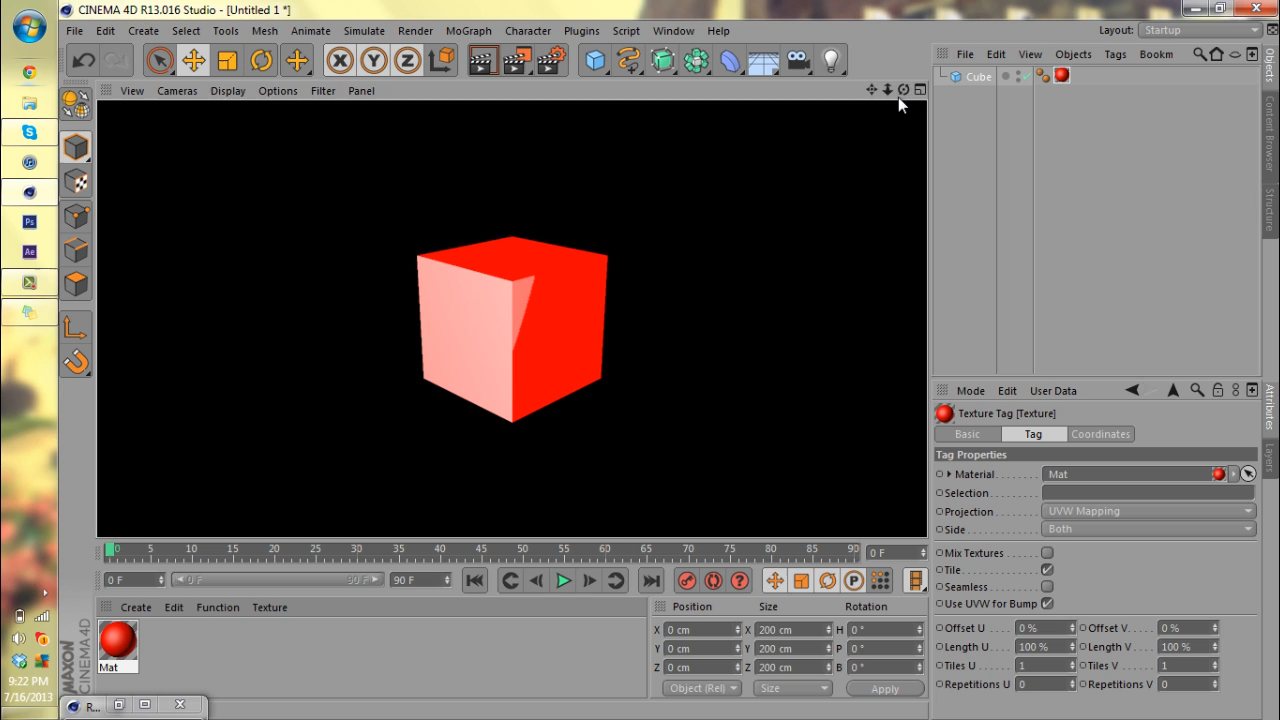 CINEMA 4D R13.016 Studio - [Untitled 1 *]
File Edit Create Select Tools Mesh Animate Simulate Render MoGraph Character Plugins Script Window Help
Layout: Startup
File Edit View Objects Tags Bookm
X Y Z
View Cameras Display Options Filter Panel
Cube
Objects
Content Browser
Structure
Mode Edit User Data
Attributes
Layers
Texture Tag [Texture]
Basic Tag Coordinates
Tag Properties
Material Mat
Selection
Projection UVW Mapping
Side Both
Mix Textures
Tile
Seamless
Use UVW for Bump
Offset U 0 % Offset V. 0 %
Length U 100 % Length V 100 %
Tiles U 1 Tiles V 1
Repetitions U 0 Repetitions V 0
0 5 10 15 20 25 30 35 40 45 50 55 60 65 70 75 80 85 90 0 F
0 F 0 F 90 F 90 F
P
Create Edit Function Texture
Mat
Position Size Rotation
X 0 cm X 200 cm H 0 °
Y 0 cm Y 200 cm P 0 °
Z 0 cm Z 200 cm B 0 °
Object (Rel) Size Apply
MAXON
CINEMA 4D
Ps
Ae
9:22 PM
7/16/2013
R...